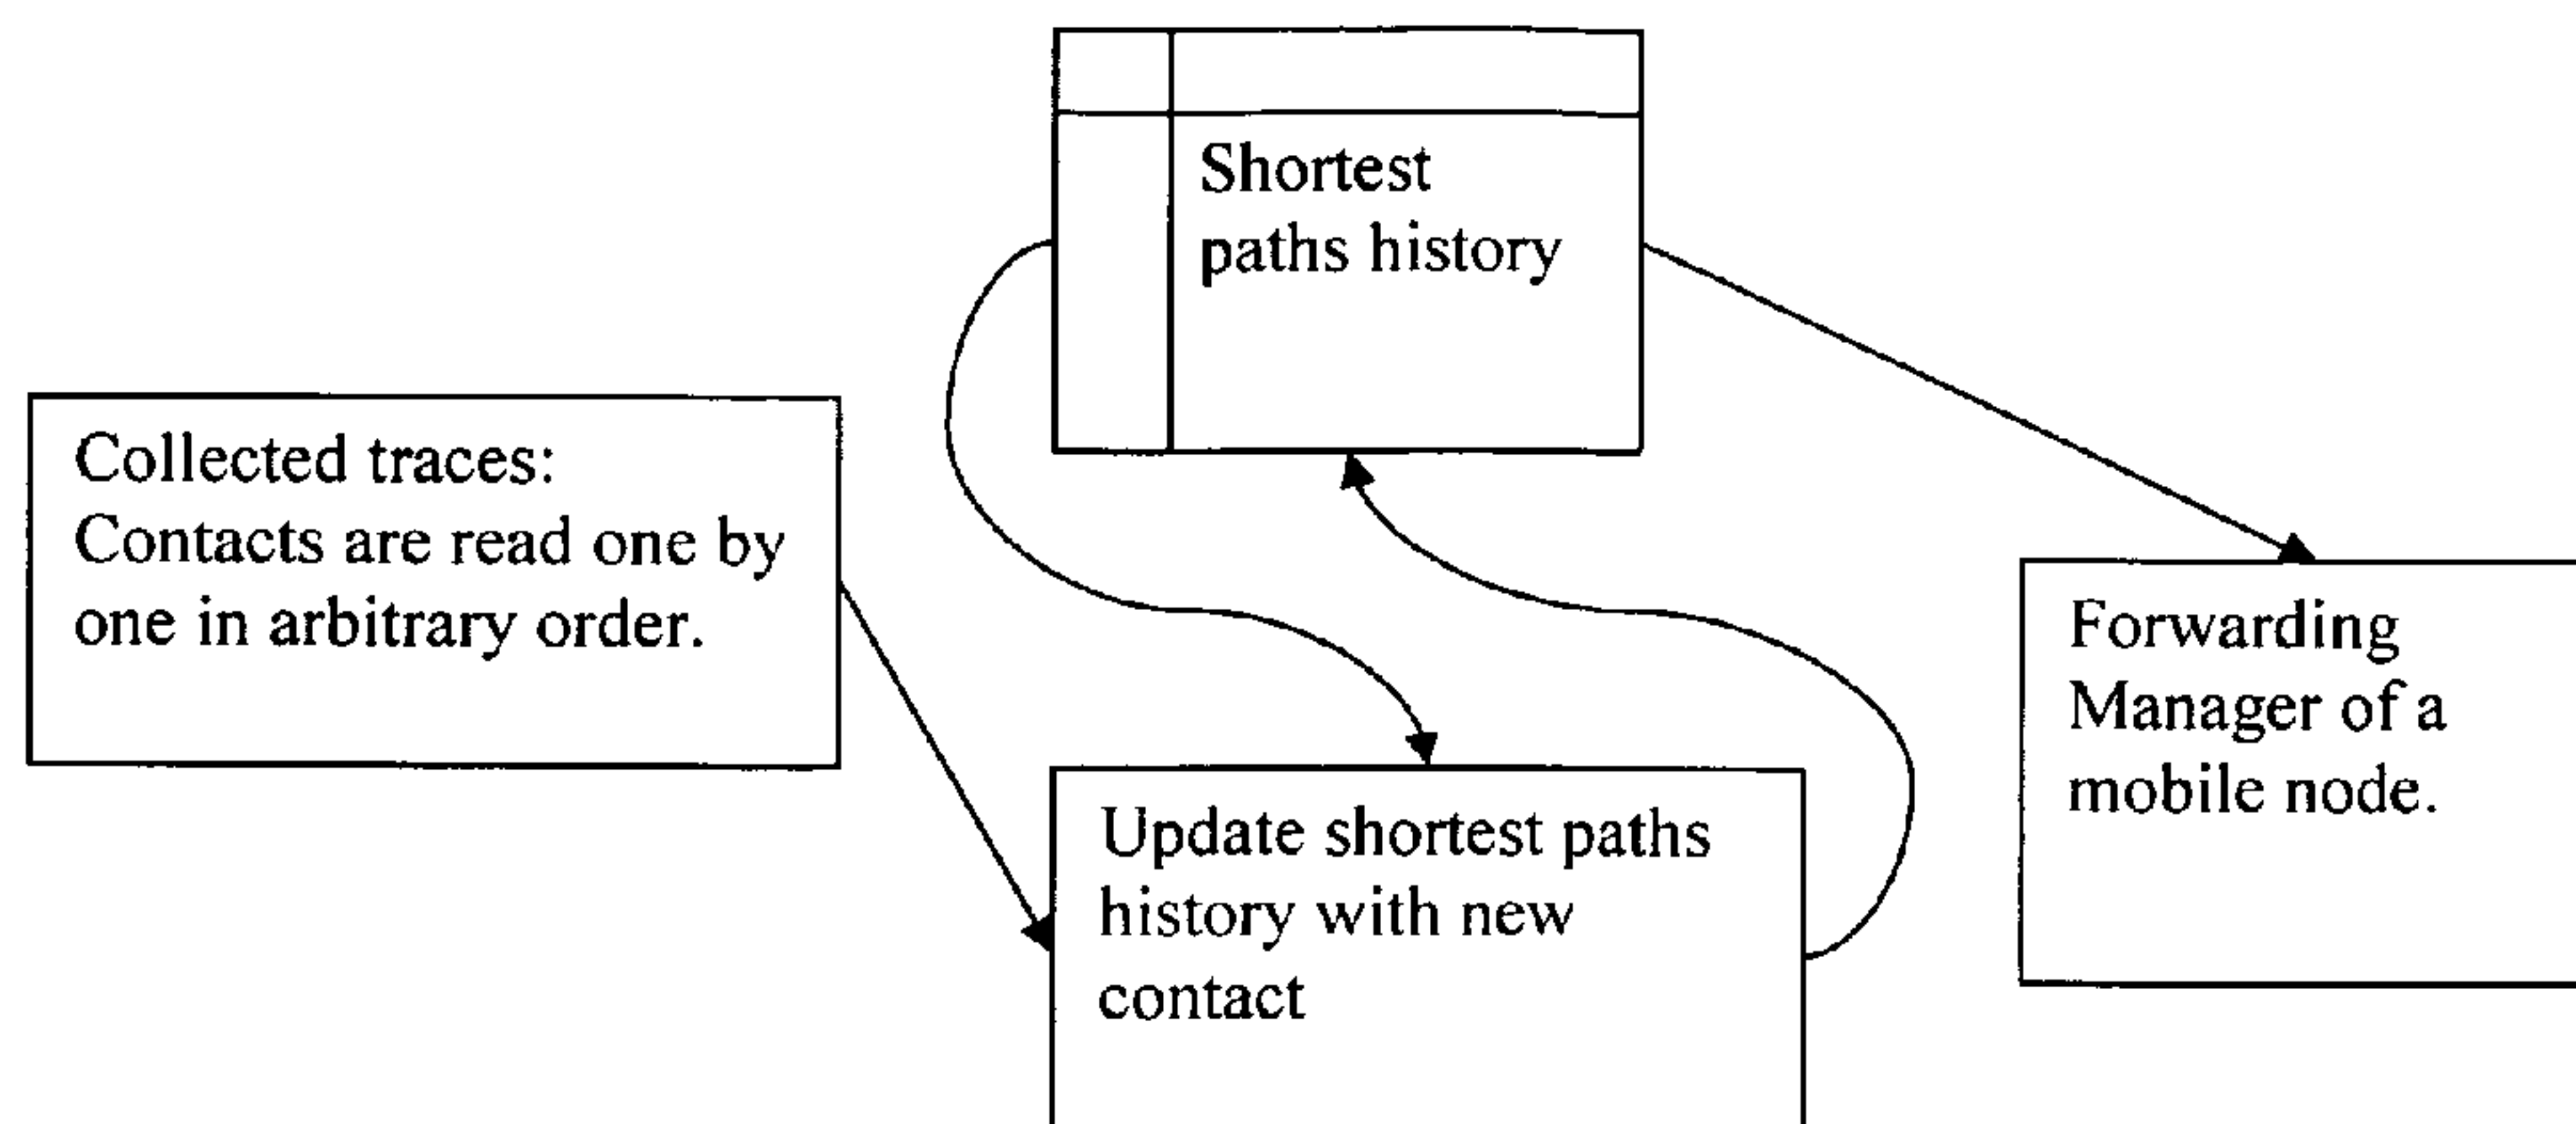 Shortest
paths history
Collected traces:
Contacts are read one by
one in arbitrary order.
Forwarding
Manager of a
mobile node.
Update shortest paths
history with new
contact